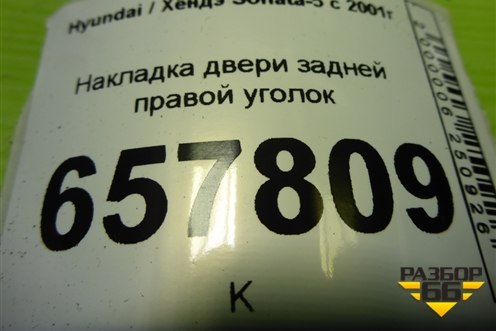 Hyundai / Хендэ Sonata-5 с 2001г
Накладка двери задней
правой уголок
657809
К
РАЗБОР
66